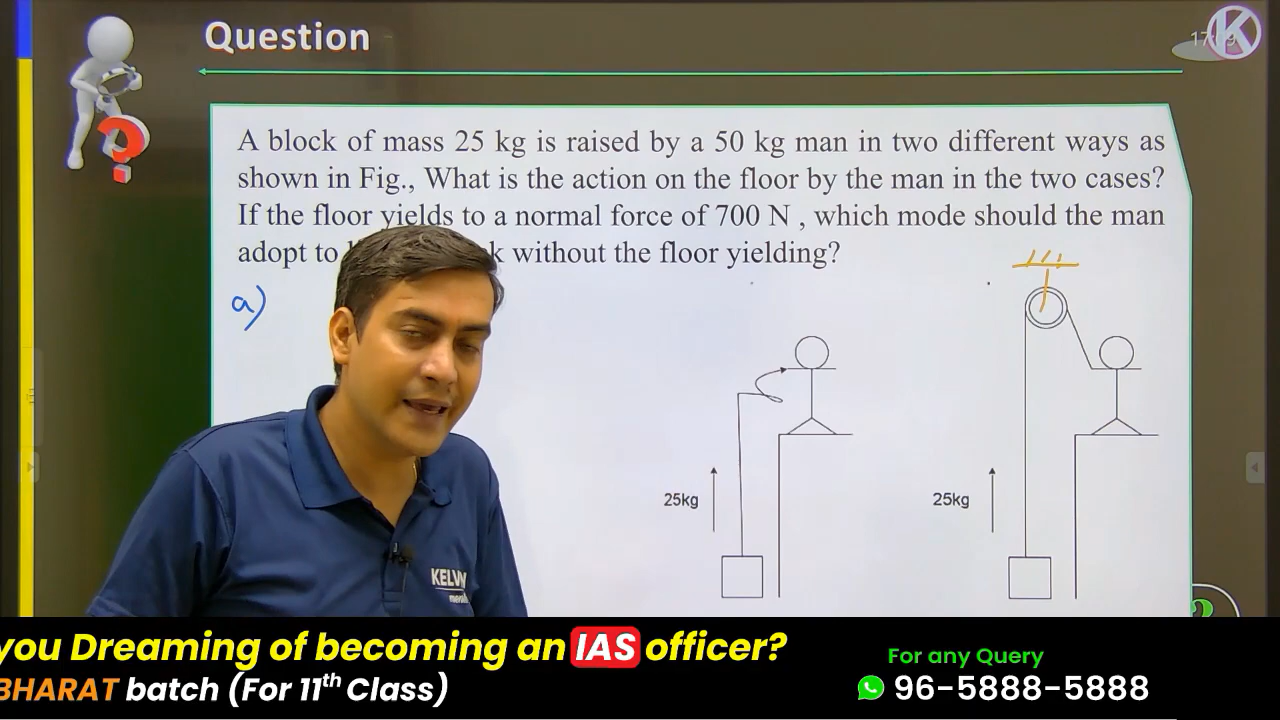 Question
17:09
K
A block of mass 25 kg is raised by a 50 kg man in two different ways as
shown in Fig., What is the action on the floor by the man in the two cases?
If the floor yields to a normal force of 700 N , which mode should the man
adopt to without the floor yielding?
a)
25kg
25kg
KELVIN
you Dreaming of becoming an IAS officer?
BHARAT batch (For 11th Class)
For any Query
96-5888-5888